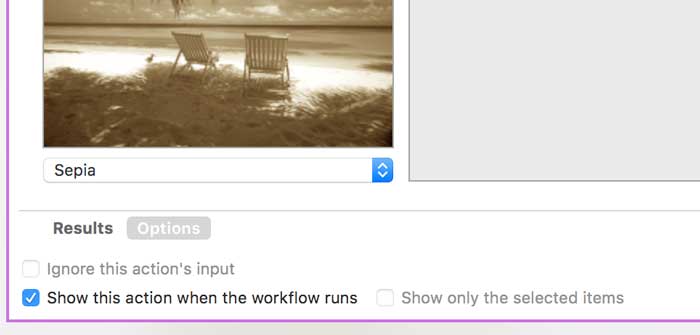 Sepia
Results Options
Ignore this action's input
Show this action when the workflow runs Show only the selected items